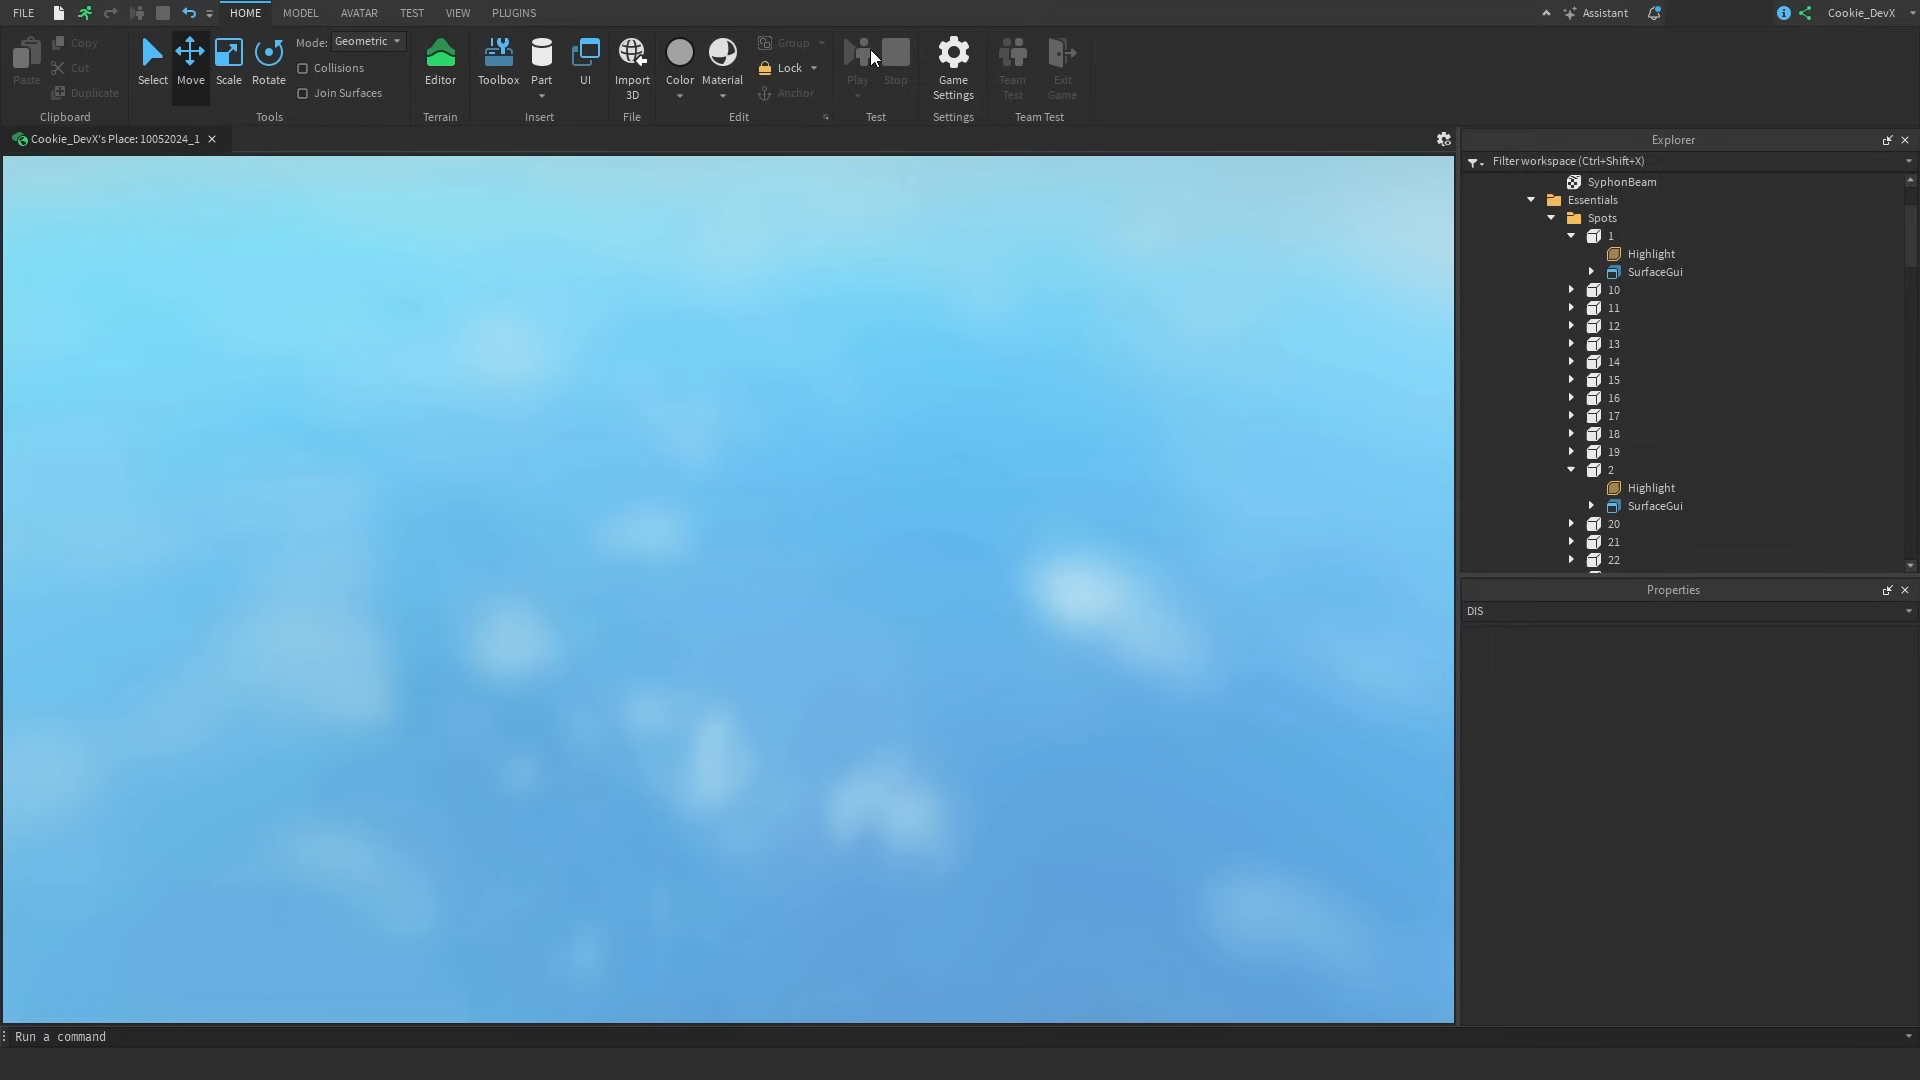 FILE HOME MODEL AVATAR TEST VIEW PLUGINS Assistant Cookie_DevX
Paste Copy Cut Duplicate Clipboard
Select Move Scale Rotate Mode: Geometric Collisions Join Surfaces Tools
Editor Terrain
Toolbox Part UI Insert
Import 3D File
Color Material Group Lock Anchor Edit
Play Stop Test
Game Settings Settings
Team Test Exit Game Team Test
Cookie_DevX's Place: 10052024_1
Explorer
Filter workspace (Ctrl+Shift+X)
SyphonBeam
Essentials
Spots
1
Highlight
SurfaceGui
10
11
12
13
14
15
16
17
18
19
2
Highlight
SurfaceGui
20
21
22
Properties
DIS
Run a command